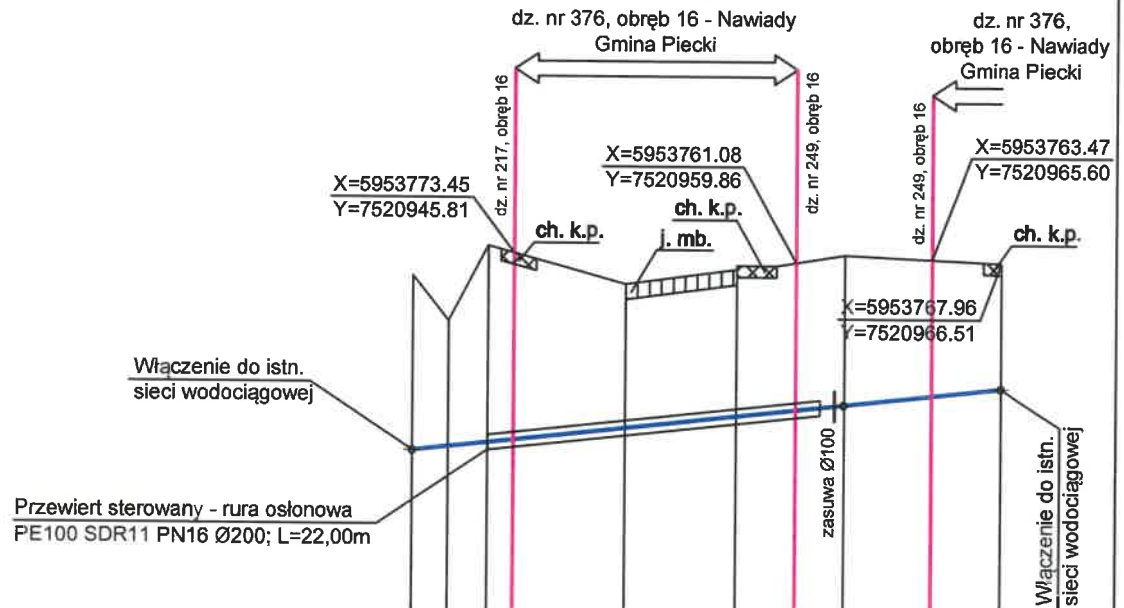 dz. nr 376, obręb 16 - Nawiady
Gmina Piecki
dz. nr 376,
obręb 16 - Nawiady
Gmina Piecki
dz. nr 217, obręb 16
dz. nr 249, obręb 16
dz. nr 249, obręb 16
X=5953773.45
Y=7520945.81
X=5953761.08
Y=7520959.86
X=5953763.47
Y=7520965.60
ch. k.p.
ch. k.p.
j. mb.
ch. k.p.
X=5953767.96
Y=7520966.51
Włączenie do istn.
sieci wodociągowej
zasuwa Ø100
Przewiert sterowany - rura osłonowa
PE100 SDR11 PN16 Ø200; L=22,00m
Włączenie do istn.
sieci wodociągowej